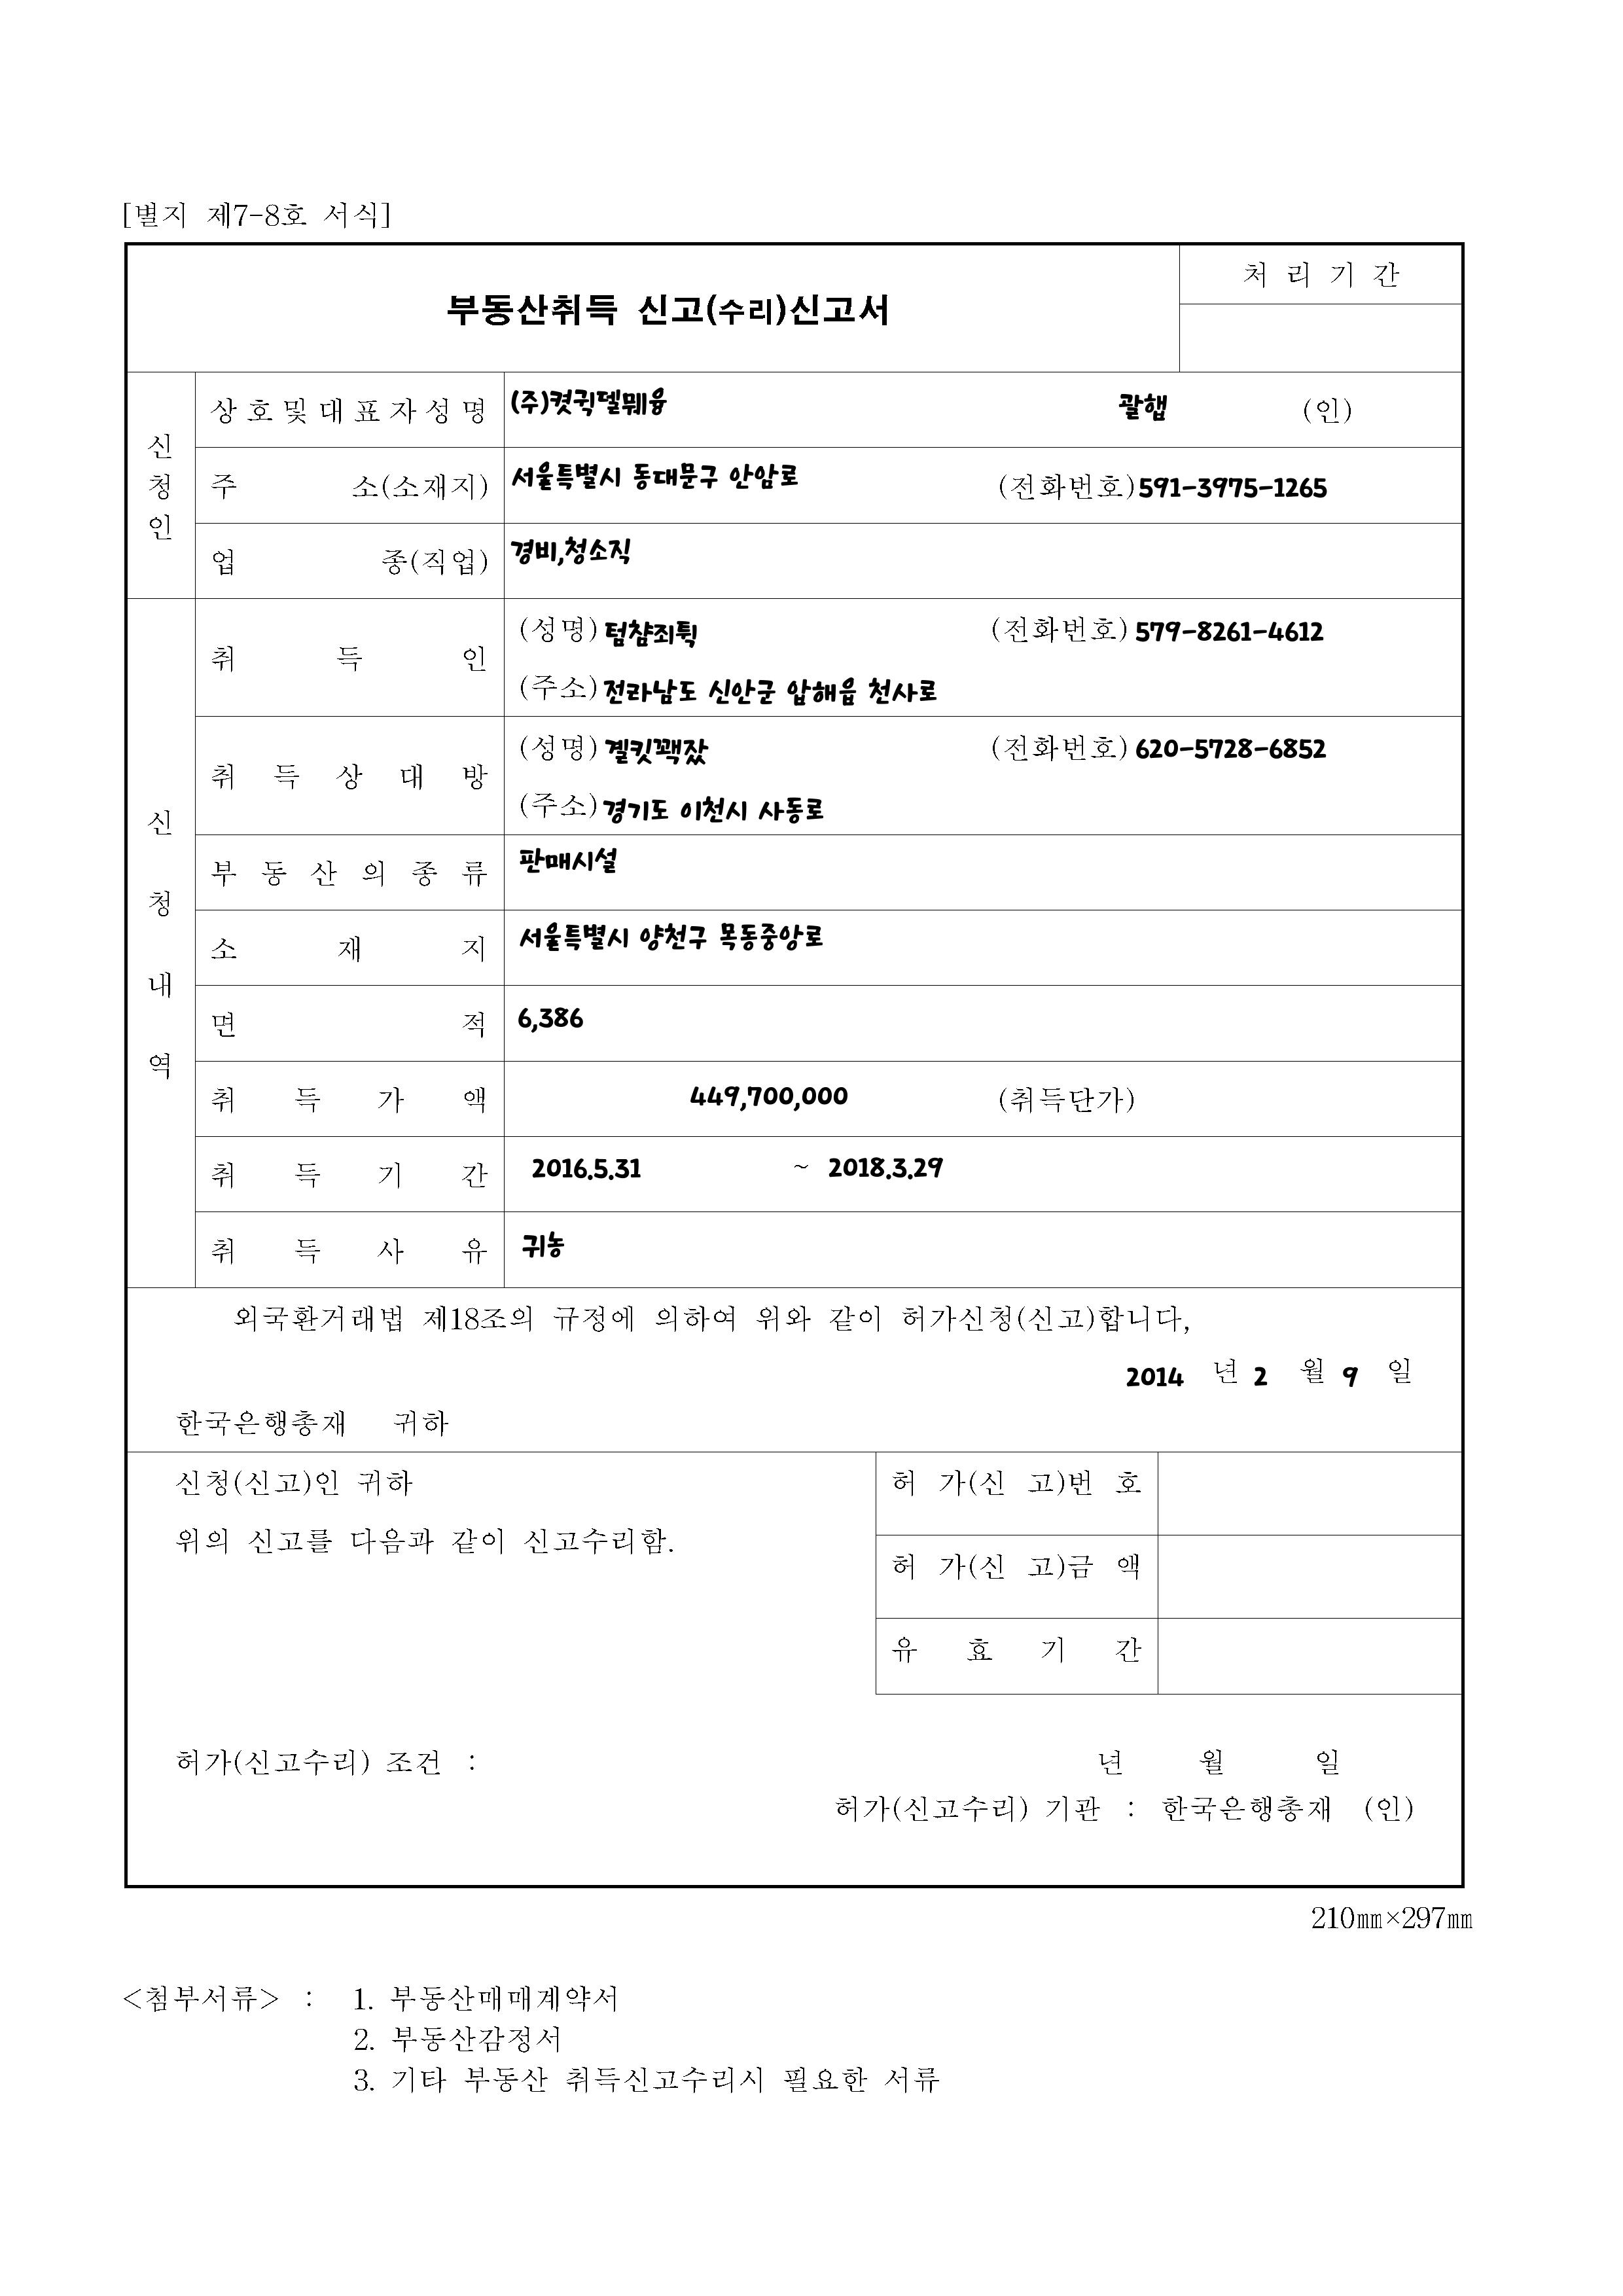 [별지 제7-8호 서식]
부동산취득 신고(수리)신고서
처 리 기 간
신청인
상호및대표자성명 (주)컷귁델뭬융 괄햅 (인)
주 소(소재지) 서울특별시 동대문구 안암로 (전화번호) 591-3975-1265
업 종(직업) 경비,청소직
신청내역
취 득 인 (성명) 텀챰죄튁 (전화번호) 579-8261-4612
(주소) 전라남도 신안군 압해읍 천사로
취 득 상 대 방 (성명) 곌킷꽥잤 (전화번호) 620-5728-6852
(주소) 경기도 이천시 사동로
부 동 산 의 종 류 판매시설
소 재 지 서울특별시 양천구 목동중앙로
면 적 6,386
취 득 가 액 449,700,000 (취득단가)
취 득 기 간 2016.5.31 ~ 2018.3.29
취 득 사 유 귀농
외국환거래법 제18조의 규정에 의하여 위와 같이 허가신청(신고)합니다,
2014 년 2 월 9 일
한국은행총재 귀하
신청(신고)인 귀하
위의 신고를 다음과 같이 신고수리함.
허 가(신 고)번 호
허 가(신 고)금 액
유 효 기 간
허가(신고수리) 조건 : 년 월 일
허가(신고수리) 기관 : 한국은행총재 (인)
210㎜×297㎜
<첨부서류> : 1. 부동산매매계약서
2. 부동산감정서
3. 기타 부동산 취득신고수리시 필요한 서류